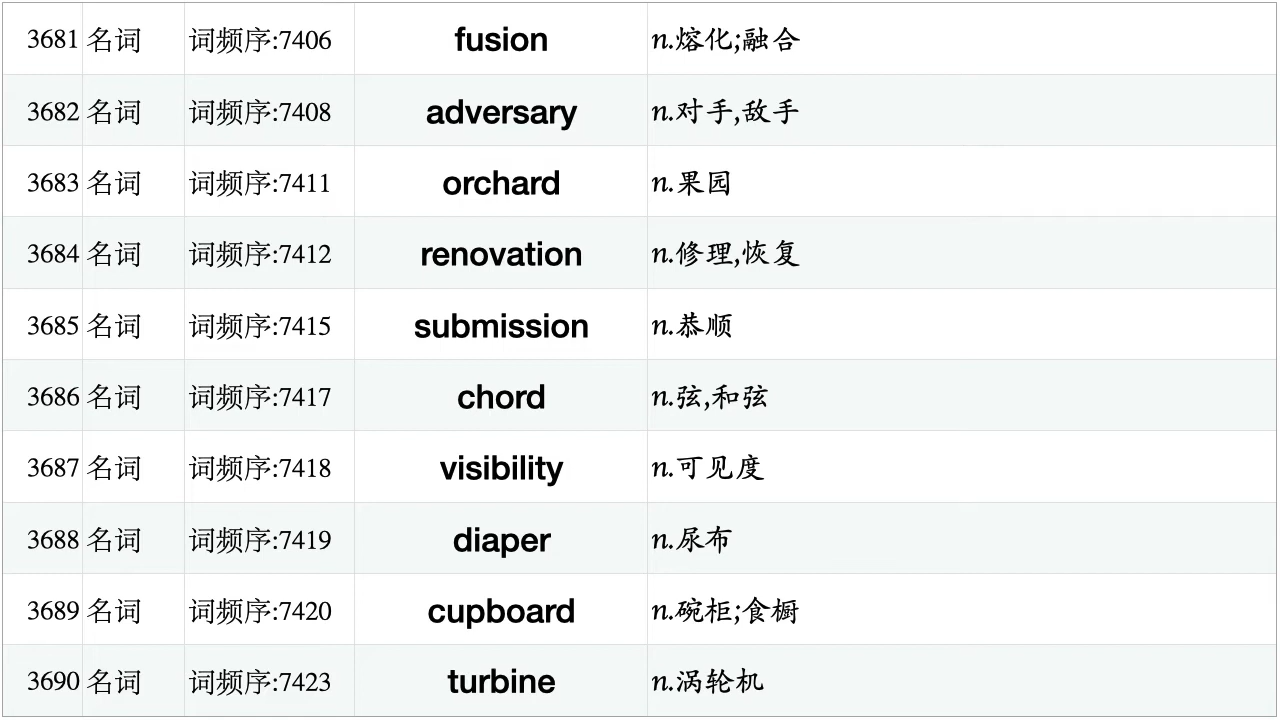 3681 名词 词频序:7406 fusion n.熔化;融合
3682 名词 词频序:7408 adversary n.对手,敌手
3683 名词 词频序:7411 orchard n.果园
3684 名词 词频序:7412 renovation n.修理,恢复
3685 名词 词频序:7415 submission n.恭顺
3686 名词 词频序:7417 chord n.弦,和弦
3687 名词 词频序:7418 visibility n.可见度
3688 名词 词频序:7419 diaper n.尿布
3689 名词 词频序:7420 cupboard n.碗柜;食橱
3690 名词 词频序:7423 turbine n.涡轮机